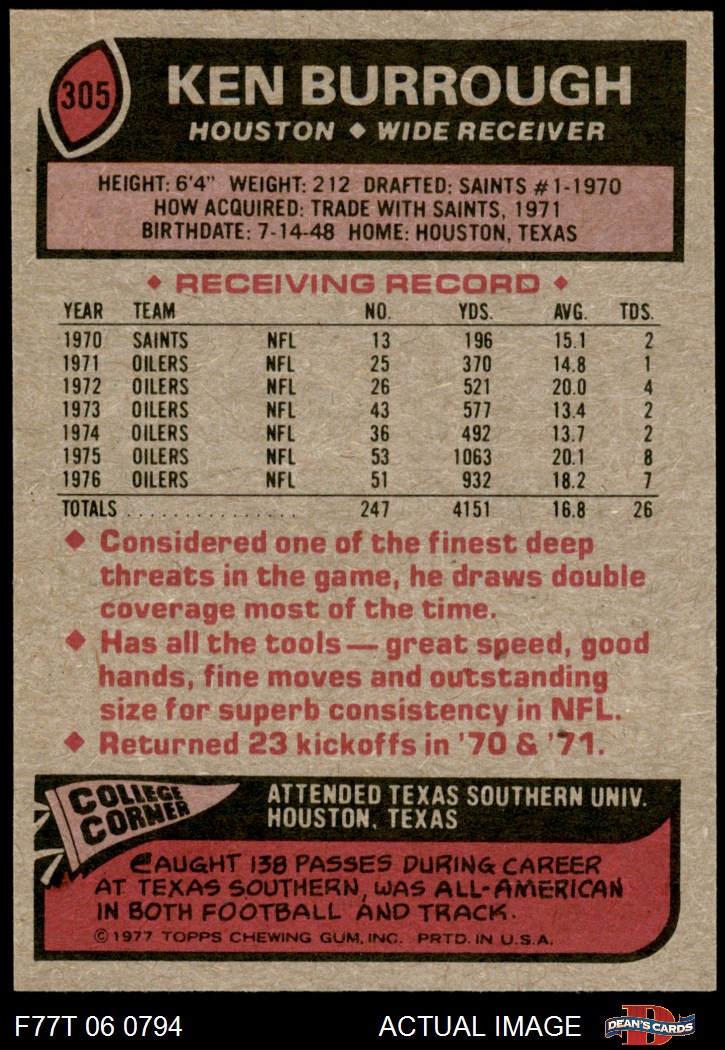 305
KEN BURROUGH
HOUSTON ◆ WIDE RECEIVER
HEIGHT: 6'4" WEIGHT: 212 DRAFTED: SAINTS #1-1970
HOW ACQUIRED: TRADE WITH SAINTS, 1971
BIRTHDATE: 7-14-48 HOME: HOUSTON, TEXAS
◆ RECEIVING RECORD ◆
YEAR TEAM NO. YDS. AVG. TDS.
1970 SAINTS NFL 13 196 15.1 2
1971 OILERS NFL 25 370 14.8 1
1972 OILERS NFL 26 521 20.0 4
1973 OILERS NFL 43 577 13.4 2
1974 OILERS NFL 36 492 13.7 2
1975 OILERS NFL 53 1063 20.1 8
1976 OILERS NFL 51 932 18.2 7
TOTALS . . . . . . . . . . . . . . . 247 4151 16.8 26
◆ Considered one of the finest deep
threats in the game, he draws double
coverage most of the time.
◆ Has all the tools — great speed, good
hands, fine moves and outstanding
size for superb consistency in NFL.
◆ Returned 23 kickoffs in '70 & '71.
COLLEGE
CORNER
ATTENDED TEXAS SOUTHERN UNIV.
HOUSTON, TEXAS
CAUGHT 138 PASSES DURING CAREER
AT TEXAS SOUTHERN, WAS ALL-AMERICAN
IN BOTH FOOTBALL AND TRACK.
© 1977 TOPPS CHEWING GUM, INC. PRTD. IN U.S.A.
F77T 06 0794 ACTUAL IMAGE
D
DEAN'S CARDS